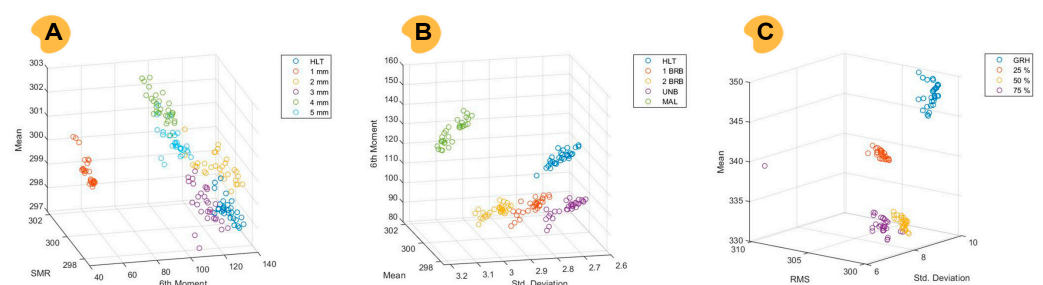 A
303
302
301
300
299
298
297
Mean
302
300
298
SMR
40
60
80
100
120
140
6th Moment
HLT
1 mm
2 mm
3 mm
4 mm
5 mm
B
160
150
140
130
120
110
100
90
80
6th Moment
302
300
298
Mean
3.2
3.1
3
2.9
2.8
2.7
2.6
Std. Deviation
HLT
1 BRB
2 BRB
UNB
MAL
C
350
345
340
335
330
Mean
310
305
300
RMS
6
8
10
Std. Deviation
GRH
25 %
50 %
75 %